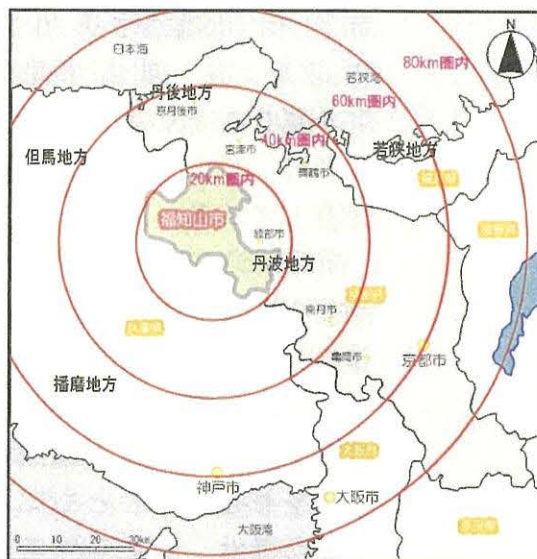 N
日本海
若狭湾
80km圏内
丹後地方
60km圏内
京丹後市
宮津市
40km圏内
若狭地方
但馬地方
舞鶴市
20km圏内
福知山市
綾部市
丹波地方
南丹市
京都府
兵庫県
亀岡市
京都市
播磨地方
大阪府
神戸市
大阪市
大阪湾
0 10 20 30km